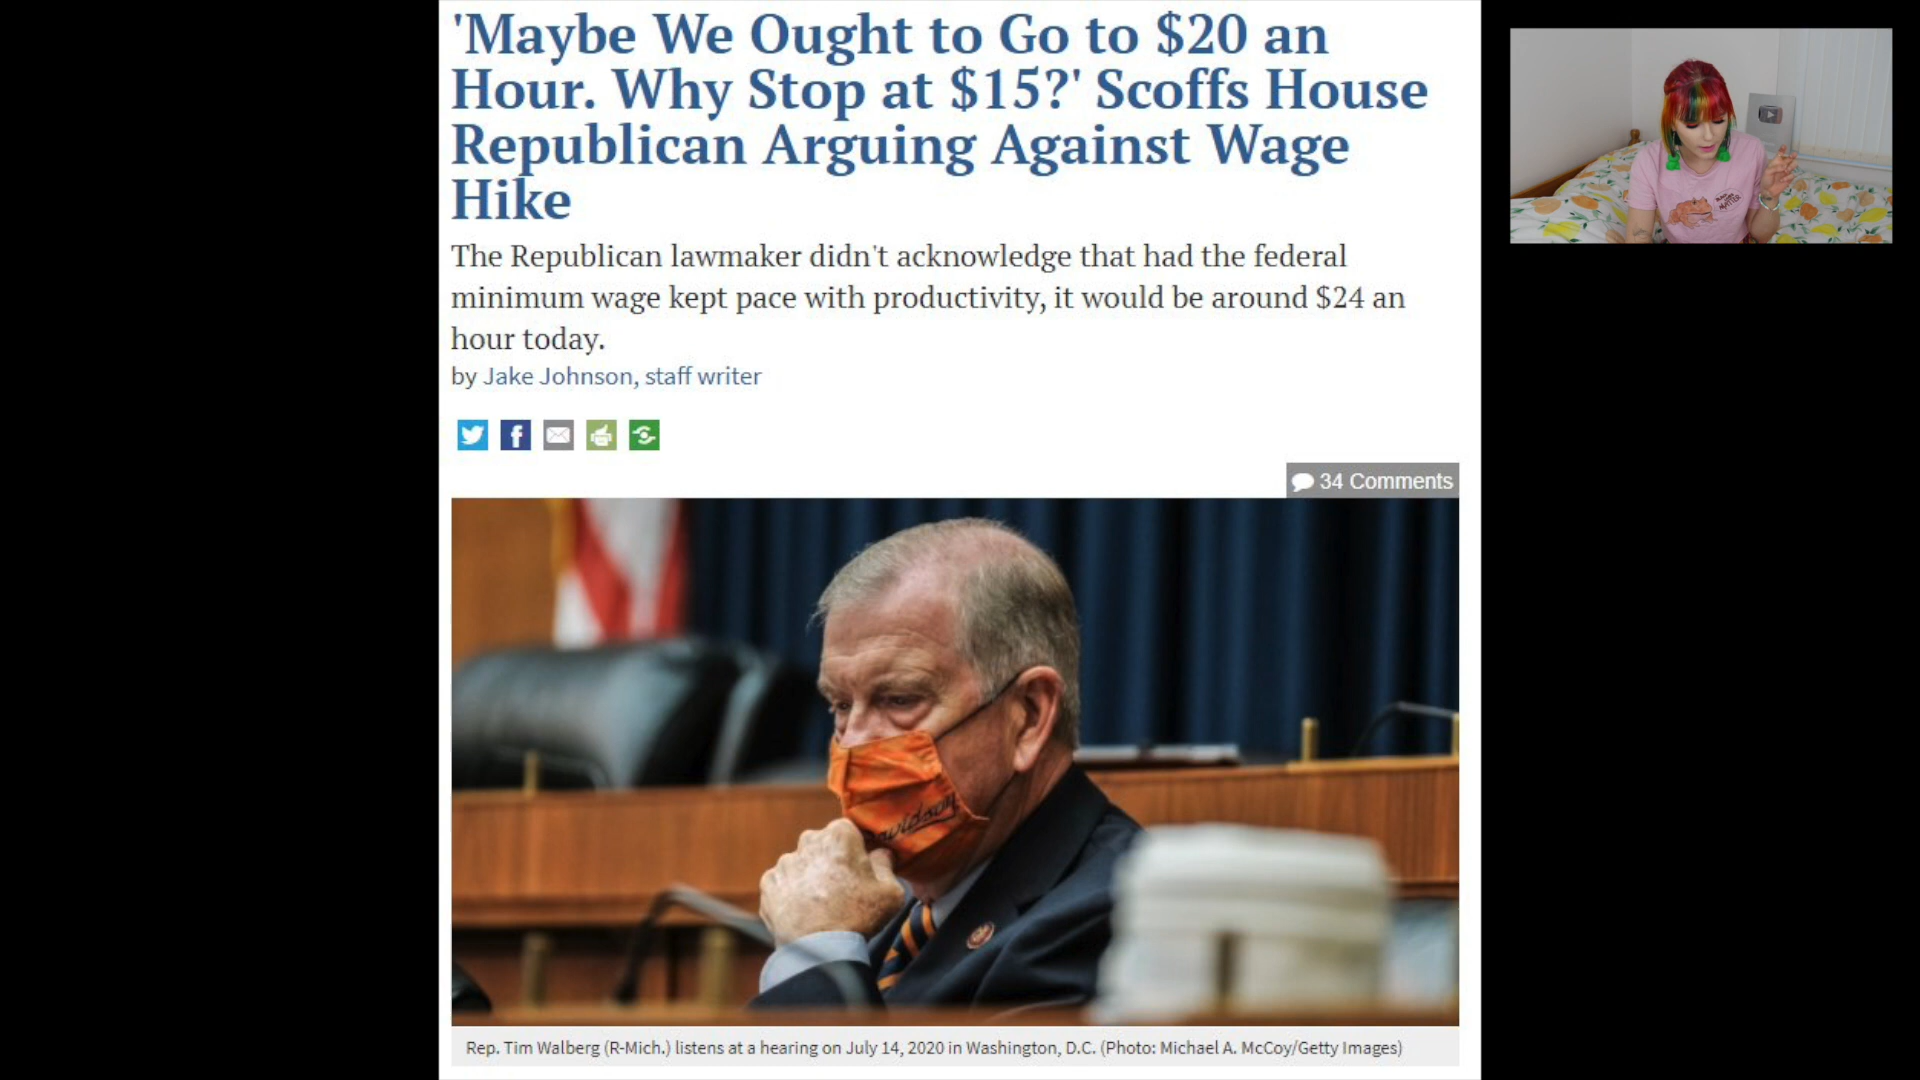 'Maybe We Ought to Go to $20 an
Hour. Why Stop at $15?' Scoffs House
Republican Arguing Against Wage
Hike
The Republican lawmaker didn't acknowledge that had the federal
minimum wage kept pace with productivity, it would be around $24 an
hour today.
by Jake Johnson, staff writer
34 Comments
Davidson
Rep. Tim Walberg (R-Mich.) listens at a hearing on July 14, 2020 in Washington, D.C. (Photo: Michael A. McCoy/Getty Images)